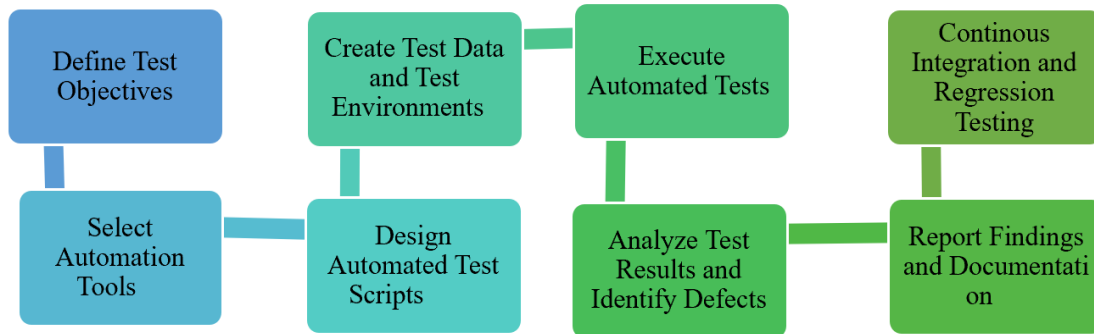 Define Test
Objectives
Select
Automation
Tools
Design
Automated Test
Scripts
Create Test Data
and Test
Environments
Execute
Automated Tests
Analyze Test
Results and
Identify Defects
Report Findings
and Documentati
on
Continous
Integration and
Regression
Testing